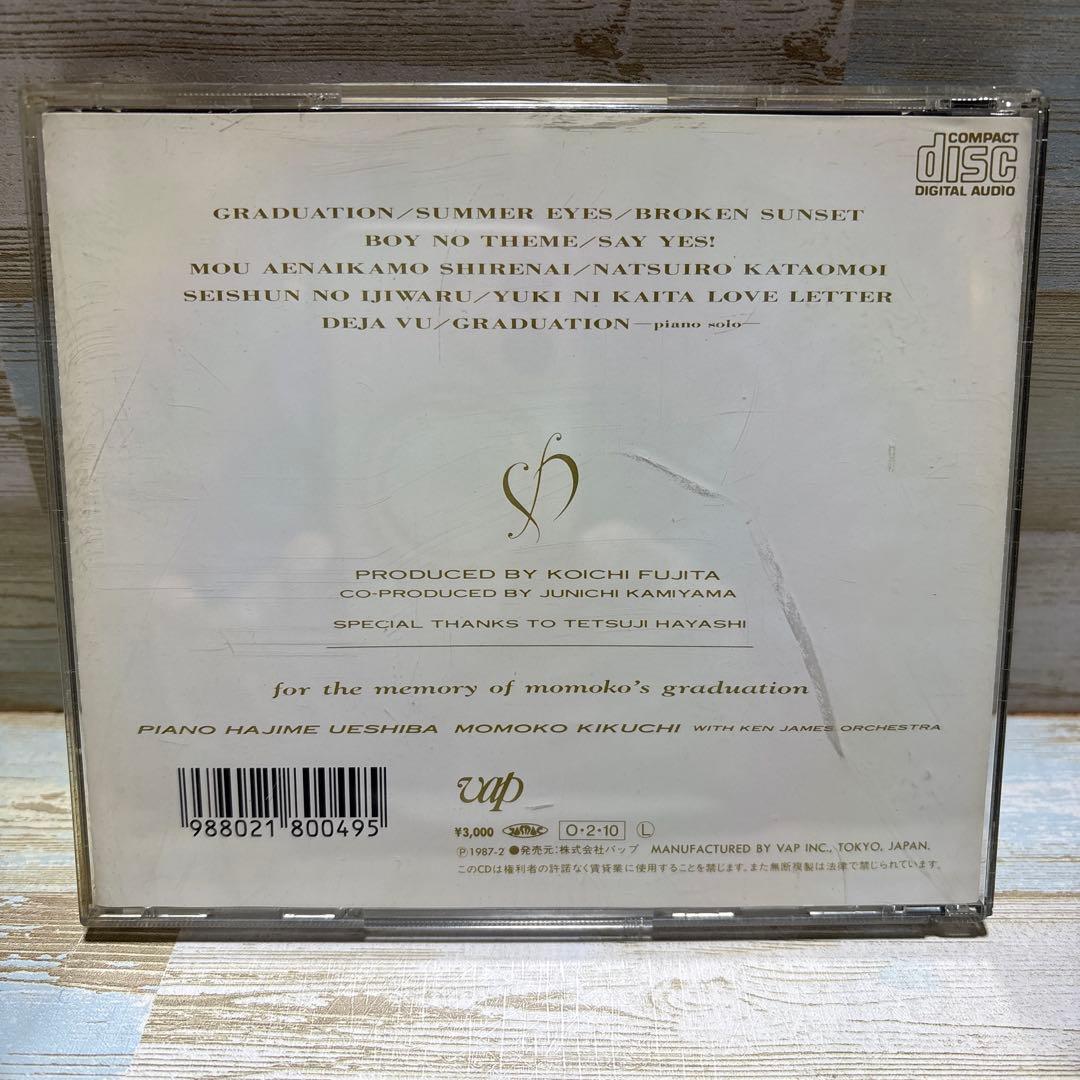 COMPACT
disc
DIGITAL AUDIO
GRADUATION/SUMMER EYES/BROKEN SUNSET
BOY NO THEME/SAY YES!
MOU AENAIKAMO SHIRENAI/NATSUIRO KATAOMOI
SEISHUN NO IJIWARU/YUKI NI KAITA LOVE LETTER
DEJA VU/GRADUATION—piano solo—
PRODUCED BY KOICHI FUJITA
CO-PRODUCED BY JUNICHI KAMIYAMA
SPECIAL THANKS TO TETSUJI HAYASHI
for the memory of momoko's graduation
PIANO HAJIME UESHIBA MOMOKO KIKUCHI WITH KEN JAMES ORCHESTRA
988021 800495
vap
¥3,000 JASRAC O・2・10 Ⓛ
Ⓟ1987-2 ●発売元:株式会社バップ MANUFACTURED BY VAP INC., TOKYO, JAPAN.
このCDは権利者の許諾なく賃貸業に使用することを禁じます。また無断複製は法律で禁じられています。